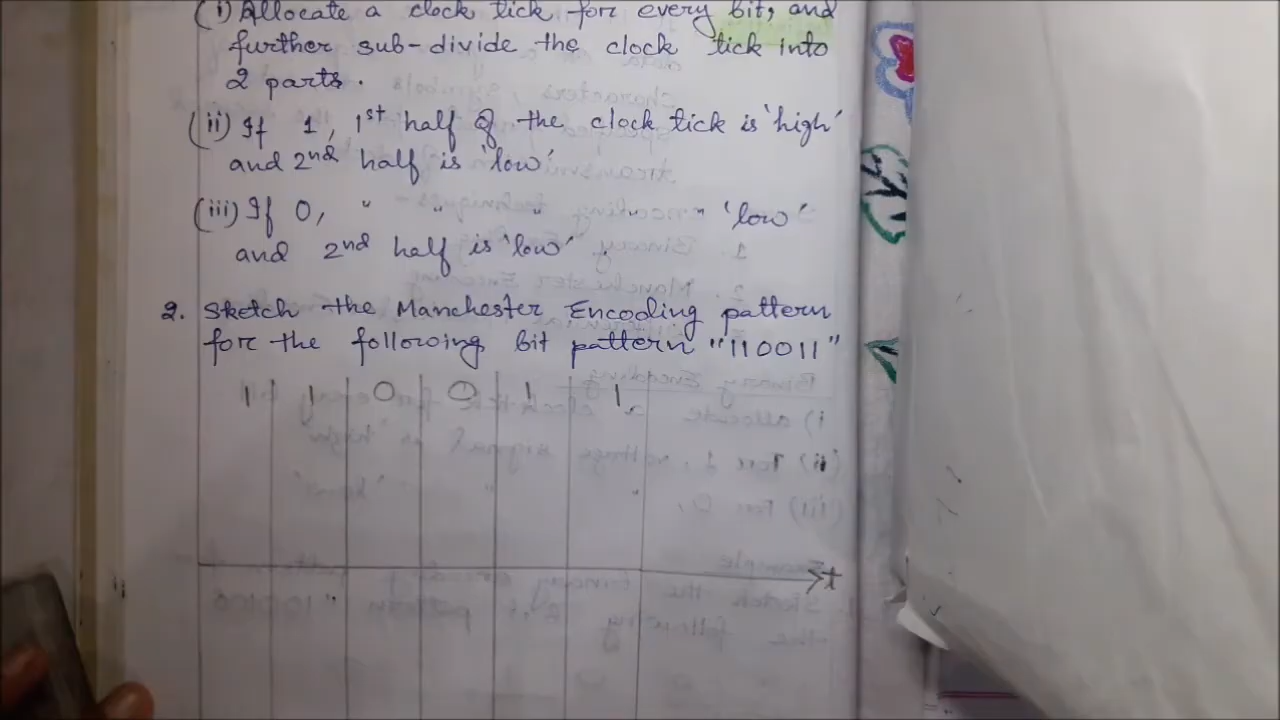 (i) Allocate a clock tick for every bit, and
further sub-divide the clock tick into
2 parts.
(ii) If 1, 1st half of the clock tick is 'high'
and 2nd half is 'low'
(iii) If 0, " " " " 'low'
and 2nd half is 'low'.
2. Sketch the Manchester Encoding pattern
for the following bit pattern "110011"
1 1 0 0 1 1
t